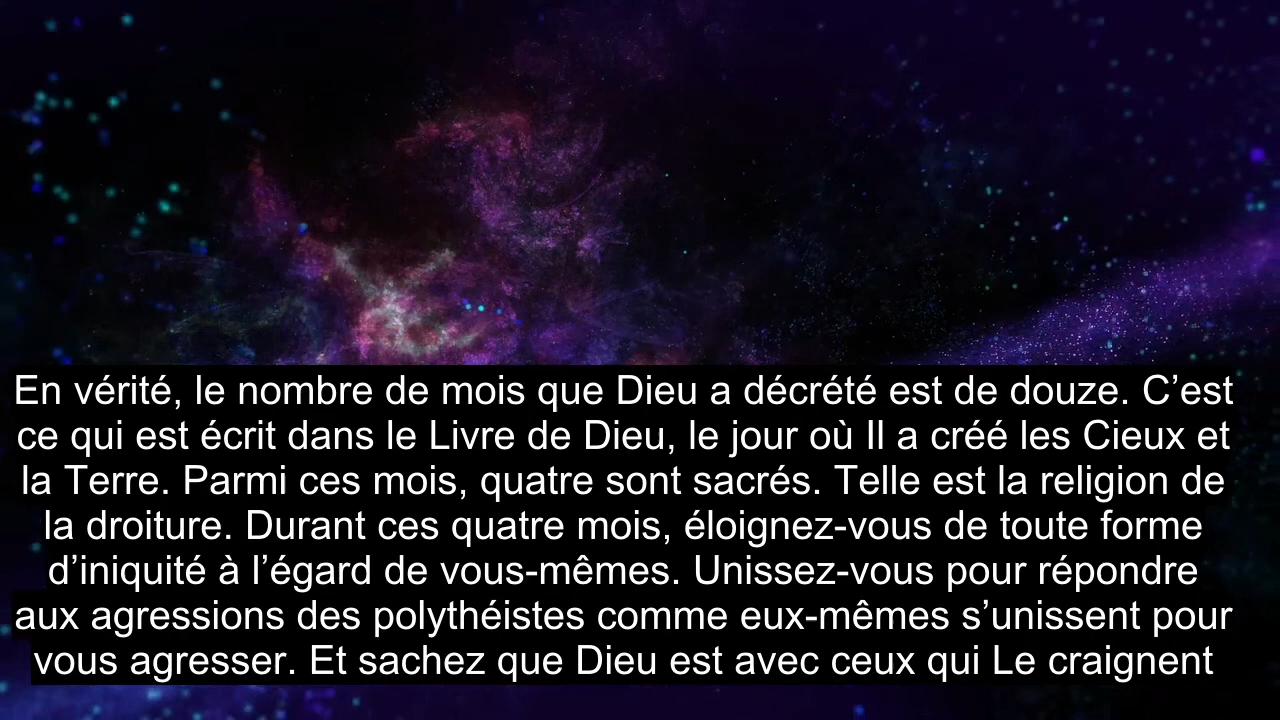 En vérité, le nombre de mois que Dieu a décrété est de douze. C’est
ce qui est écrit dans le Livre de Dieu, le jour où Il a créé les Cieux et
la Terre. Parmi ces mois, quatre sont sacrés. Telle est la religion de
la droiture. Durant ces quatre mois, éloignez-vous de toute forme
d’iniquité à l’égard de vous-mêmes. Unissez-vous pour répondre
aux agressions des polythéistes comme eux-mêmes s’unissent pour
vous agresser. Et sachez que Dieu est avec ceux qui Le craignent